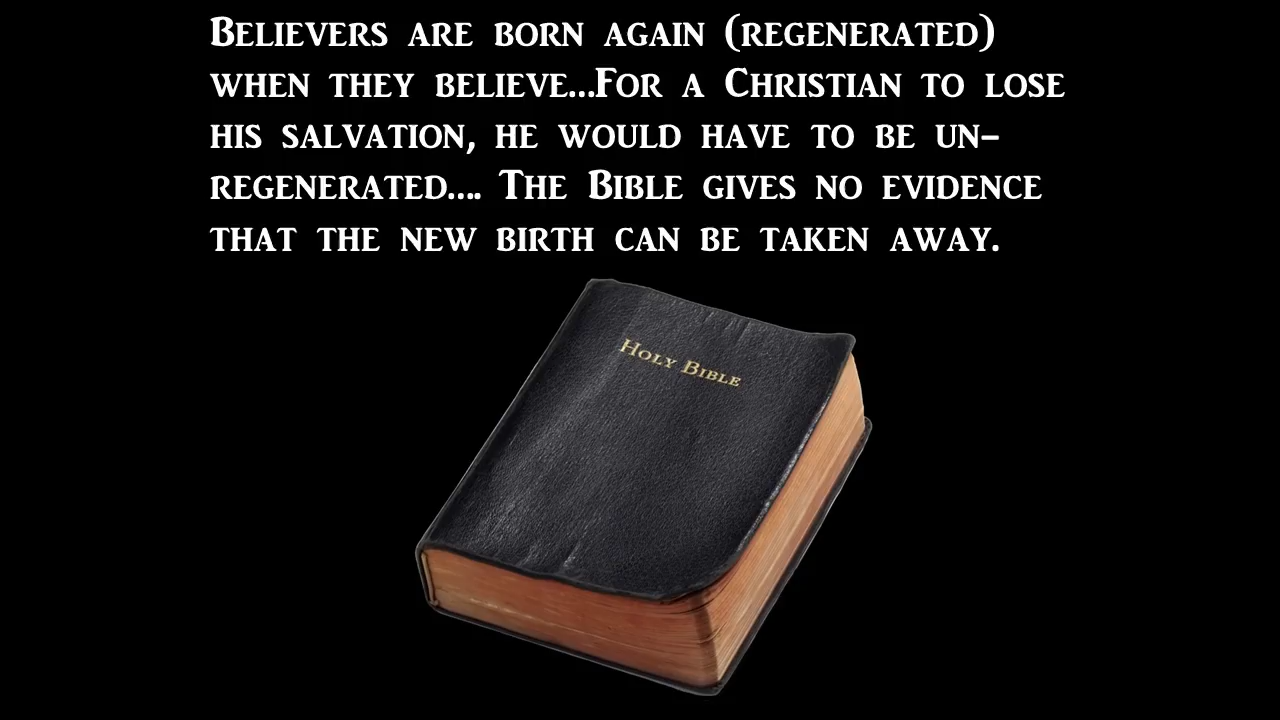 Believers are born again (regenerated)
when they believe...For a Christian to lose
his salvation, he would have to be un-
regenerated.... The Bible gives no evidence
that the new birth can be taken away.
Holy Bible